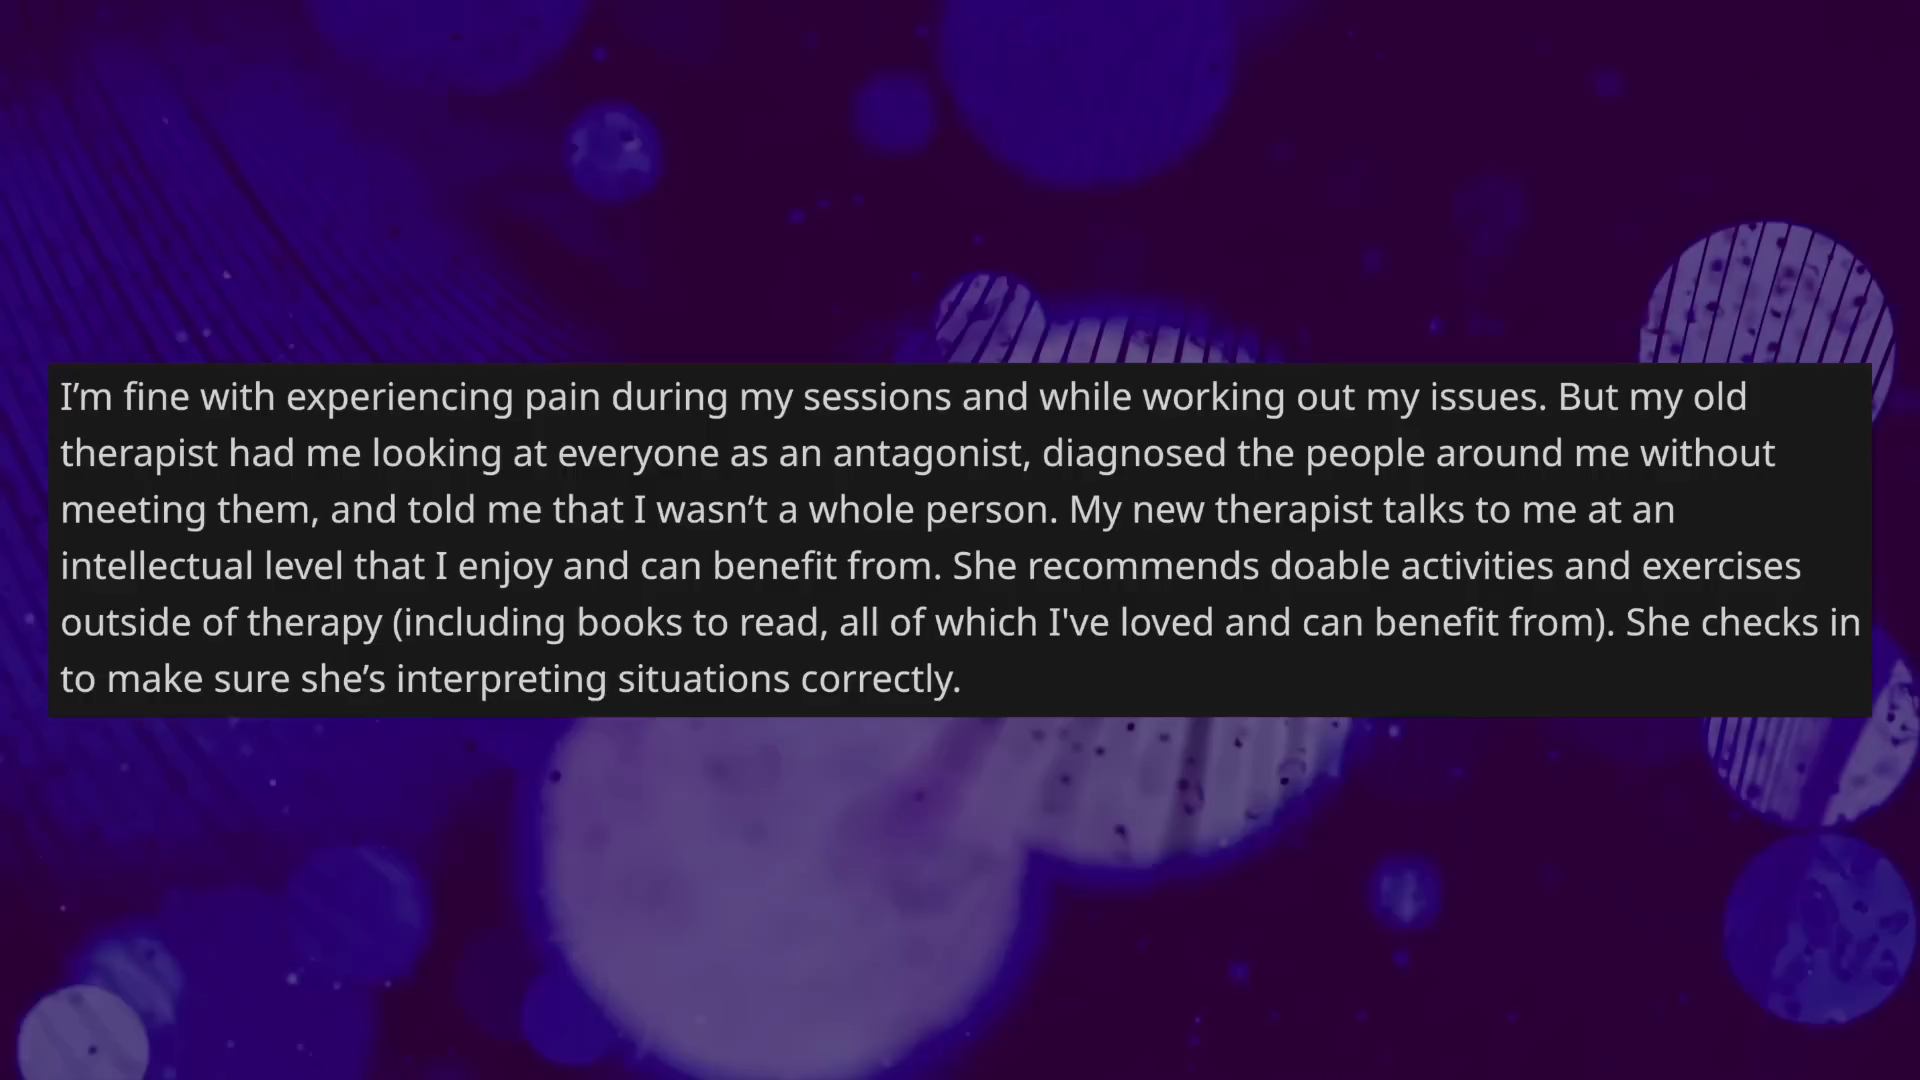 I’m fine with experiencing pain during my sessions and while working out my issues. But my old
therapist had me looking at everyone as an antagonist, diagnosed the people around me without
meeting them, and told me that I wasn’t a whole person. My new therapist talks to me at an
intellectual level that I enjoy and can benefit from. She recommends doable activities and exercises
outside of therapy (including books to read, all of which I've loved and can benefit from). She checks in
to make sure she’s interpreting situations correctly.